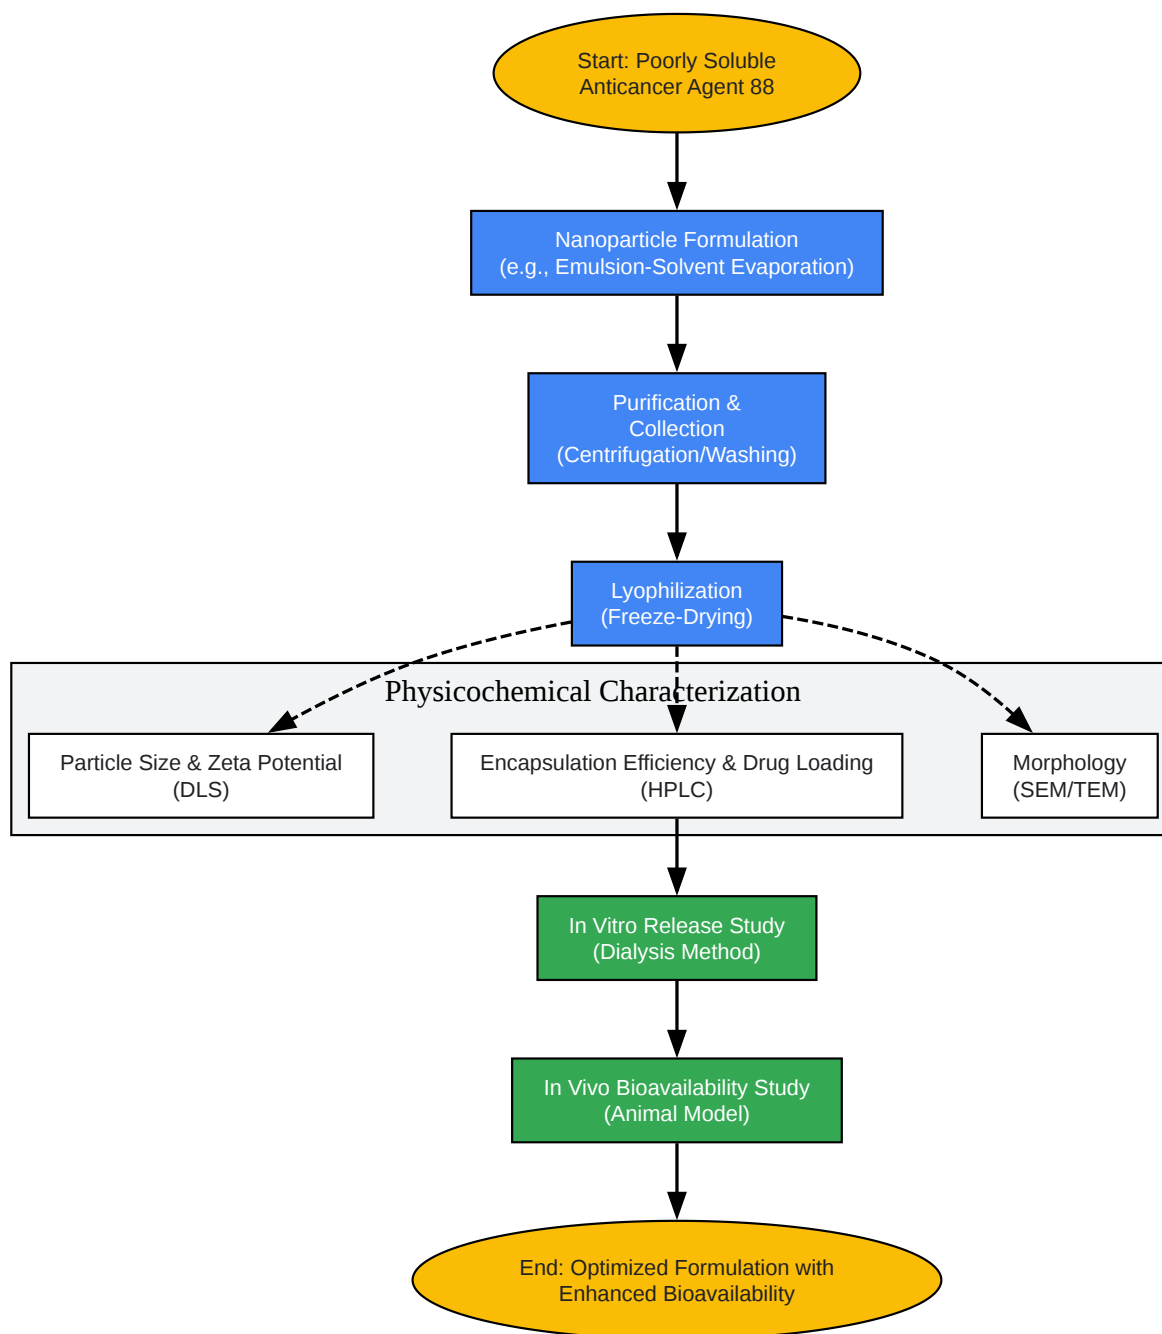 Start: Poorly Soluble
Anticancer Agent 88
Nanoparticle Formulation
(e.g., Emulsion-Solvent Evaporation)
Purification &
Collection
(Centrifugation/Washing)
Lyophilization
(Freeze-Drying)
Physicochemical Characterization
Particle Size & Zeta Potential
(DLS)
Encapsulation Efficiency & Drug Loading
(HPLC)
Morphology
(SEM/TEM)
In Vitro Release Study
(Dialysis Method)
In Vivo Bioavailability Study
(Animal Model)
End: Optimized Formulation with
Enhanced Bioavailability